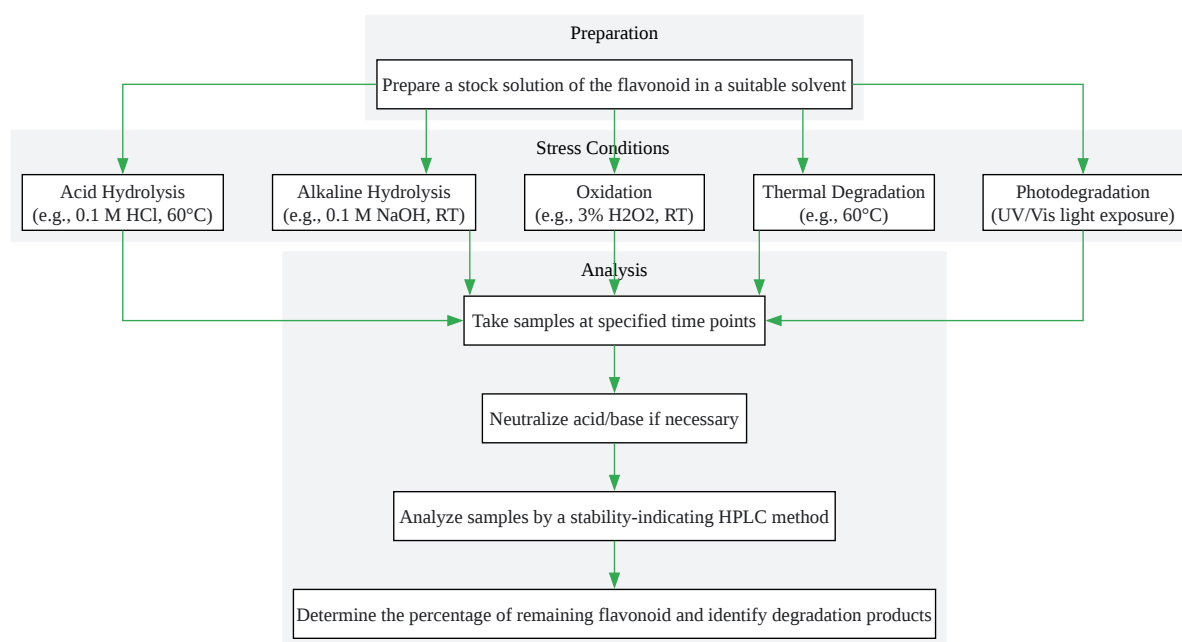 Preparation
Prepare a stock solution of the flavonoid in a suitable solvent
Stress Conditions
Acid Hydrolysis
(e.g., 0.1 M HCl, 60°C)
Alkaline Hydrolysis
(e.g., 0.1 M NaOH, RT)
Oxidation
(e.g., 3% H2O2, RT)
Thermal Degradation
(e.g., 60°C)
Photodegradation
(UV/Vis light exposure)
Analysis
Take samples at specified time points
Neutralize acid/base if necessary
Analyze samples by a stability-indicating HPLC method
Determine the percentage of remaining flavonoid and identify degradation products